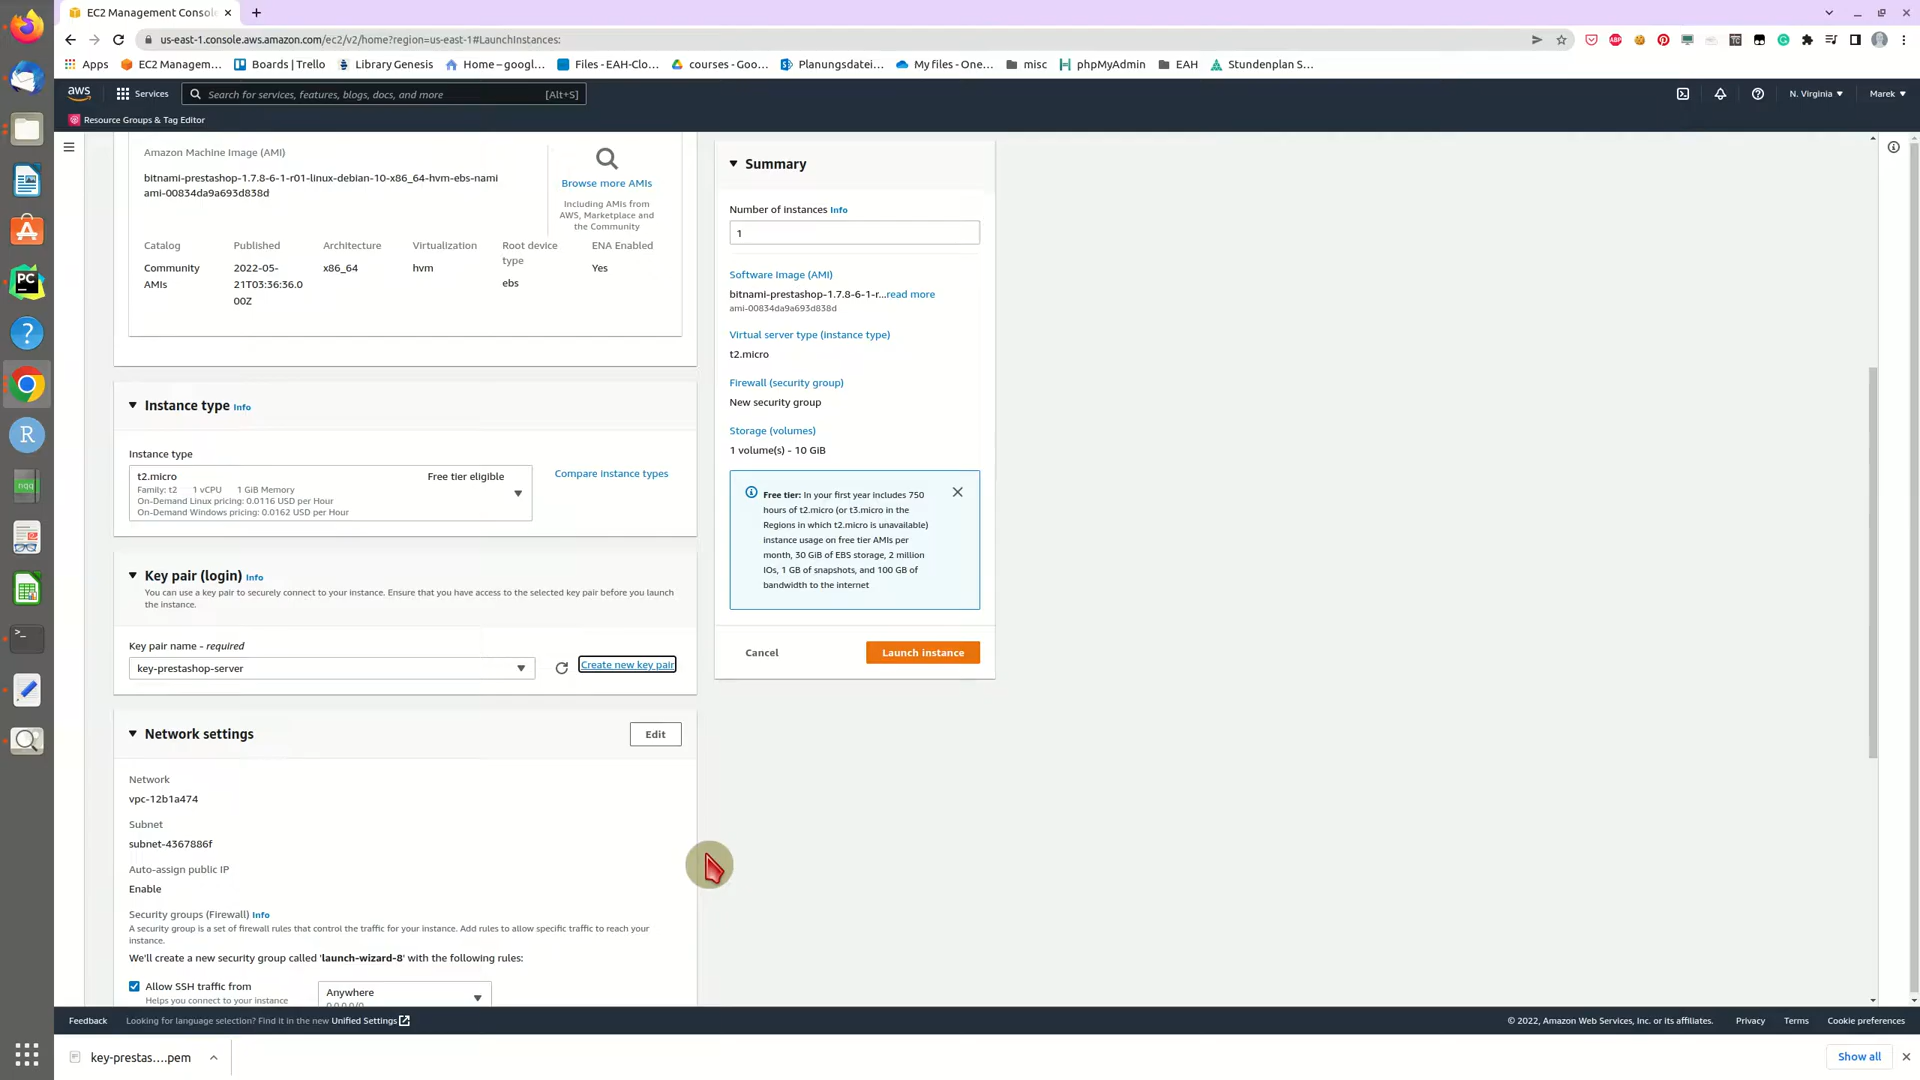 EC2 Management Conso
us-east-1.console.aws.amazon.com/ec2/v2/home?region=us-east-1#LaunchInstances:
Apps
EC2 Managem...
Boards | Trello
Library Genesis
Home – googl...
Files - EAH-Clo...
courses - Goo...
Planungsdatei...
My files - One...
misc
phpMyAdmin
EAH
Stundenplan S...
aws
Services
Search for services, features, blogs, docs, and more
[Alt+S]
N. Virginia
Marek
Resource Groups & Tag Editor
Amazon Machine Image (AMI)
bitnami-prestashop-1.7.8-6-1-r01-linux-debian-10-x86_64-hvm-ebs-nami
ami-00834da9a693d838d
Browse more AMIs
Including AMIs from
AWS, Marketplace and
the Community
Catalog
Published
Architecture
Virtualization
Root device
type
ENA Enabled
Community
AMIs
2022-05-
21T03:36:36.0
00Z
x86_64
hvm
ebs
Yes
Instance type Info
Instance type
t2.micro
Free tier eligible
Family: t2 1 vCPU 1 GiB Memory
On-Demand Linux pricing: 0.0116 USD per Hour
On-Demand Windows pricing: 0.0162 USD per Hour
Compare instance types
Key pair (login) Info
You can use a key pair to securely connect to your instance. Ensure that you have access to the selected key pair before you launch
the instance.
Key pair name - required
key-prestashop-server
Create new key pair
Network settings
Edit
Network
vpc-12b1a474
Subnet
subnet-4367886f
Auto-assign public IP
Enable
Security groups (Firewall) Info
A security group is a set of firewall rules that control the traffic for your instance. Add rules to allow specific traffic to reach your
instance.
We'll create a new security group called 'launch-wizard-8' with the following rules:
Allow SSH traffic from
Helps you connect to your instance
Anywhere
0.0.0.0/0
Summary
Number of instances Info
1
Software Image (AMI)
bitnami-prestashop-1.7.8-6-1-r...read more
ami-00834da9a693d838d
Virtual server type (instance type)
t2.micro
Firewall (security group)
New security group
Storage (volumes)
1 volume(s) - 10 GiB
Free tier: In your first year includes 750
hours of t2.micro (or t3.micro in the
Regions in which t2.micro is unavailable)
instance usage on free tier AMIs per
month, 30 GiB of EBS storage, 2 million
IOs, 1 GB of snapshots, and 100 GB of
bandwidth to the internet
Cancel
Launch instance
Feedback
Looking for language selection? Find it in the new Unified Settings
© 2022, Amazon Web Services, Inc. or its affiliates.
Privacy
Terms
Cookie preferences
key-prestas....pem
Show all
PC
R
nqq
ABP
TC